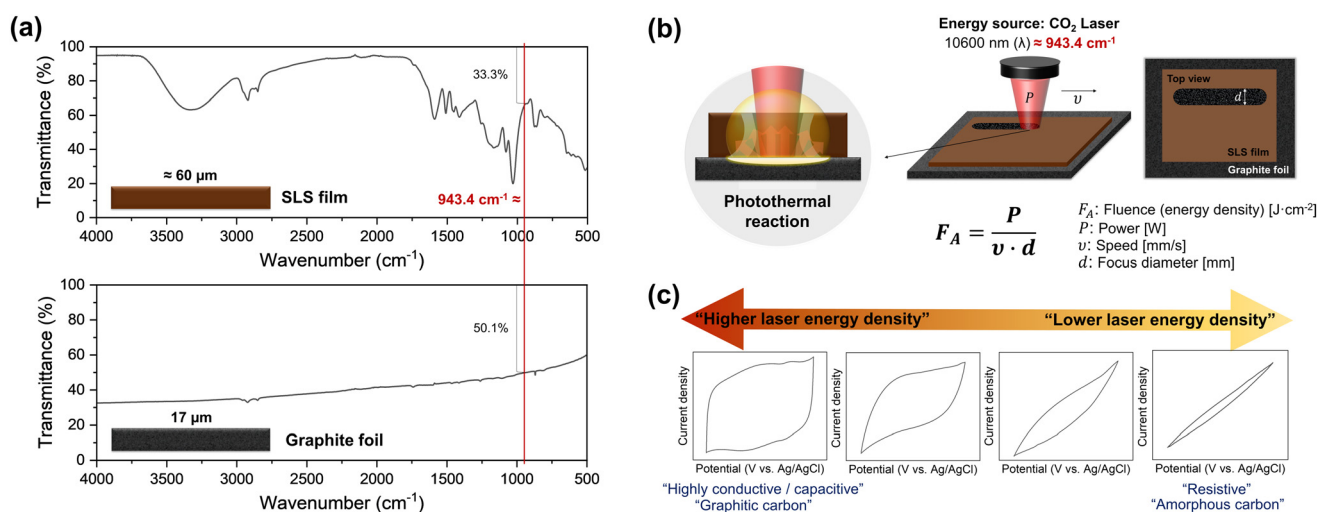 (a)
100
80
60
40
20
0
Transmittance (%)
33.3%
≈ 60 μm
SLS film
943.4 cm⁻¹ ≈
4000 3500 3000 2500 2000 1500 1000 500
Wavenumber (cm⁻¹)
100
80
60
40
20
0
Transmittance (%)
50.1%
17 μm
Graphite foil
4000 3500 3000 2500 2000 1500 1000 500
Wavenumber (cm⁻¹)
(b)
Energy source: CO₂ Laser
10600 nm (λ) ≈ 943.4 cm⁻¹
P
υ
Top view
d
SLS film
Graphite foil
Photothermal
reaction
F_A = P / υ · d
F_A: Fluence (energy density) [J·cm⁻²]
P: Power [W]
υ: Speed [mm/s]
d: Focus diameter [mm]
(c)
“Higher laser energy density” “Lower laser energy density”
Current density
Current density
Current density
Current density
Potential (V vs. Ag/AgCl) Potential (V vs. Ag/AgCl) Potential (V vs. Ag/AgCl) Potential (V vs. Ag/AgCl)
“Highly conductive / capacitive”
“Graphitic carbon”
“Resistive”
“Amorphous carbon”